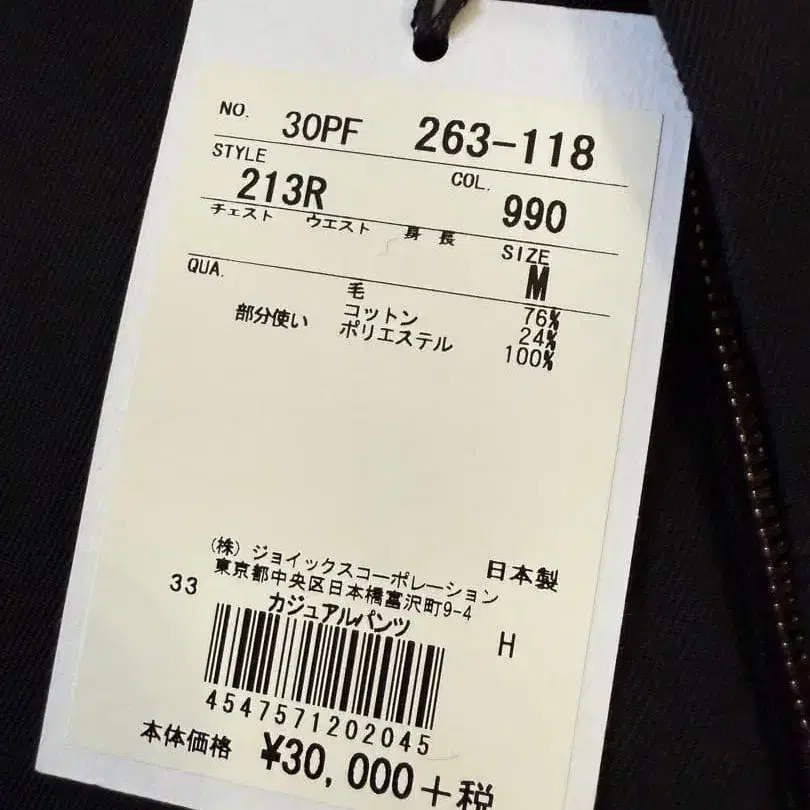 NO. 30PF 263-118
STYLE COL.
213R 990
チェスト ウエスト 身 長 SIZE
M
QUA. 毛 76%
コットン 24%
部分使い ポリエステル 100%
(株) ジョイックスコーポレーション 日本製
33 東京都中央区日本橋富沢町9-4
カジュアルパンツ H
4547571202045
本体価格 ¥30,000+税